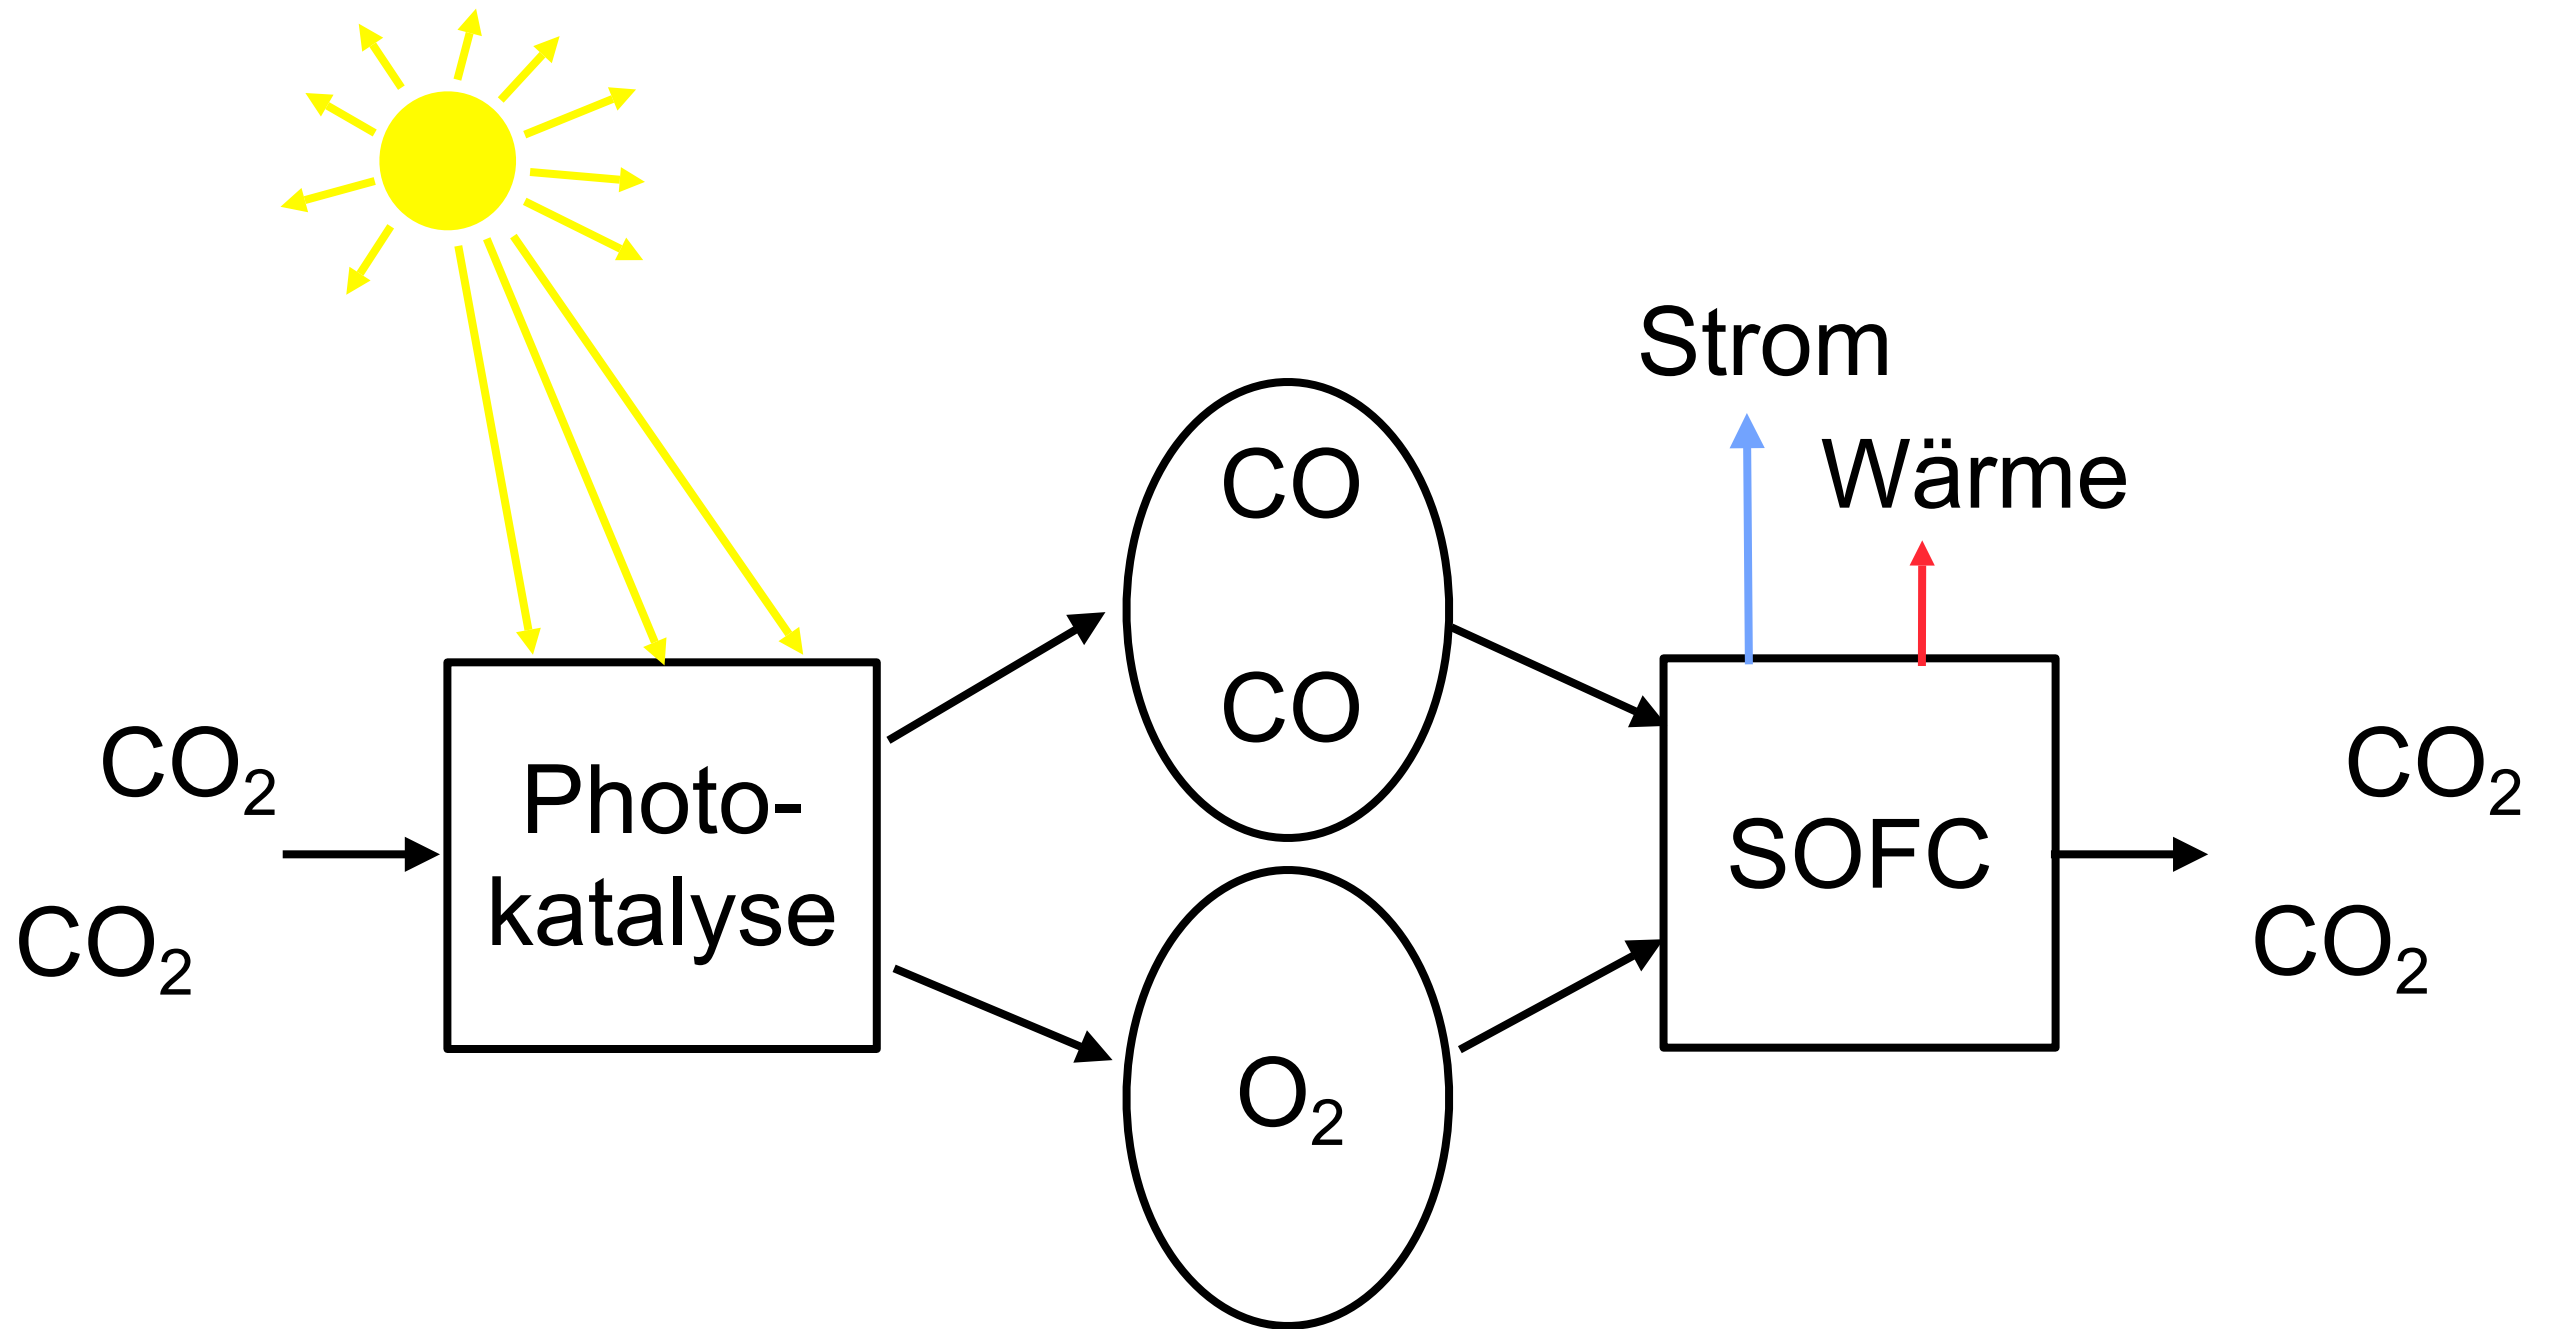 Strom
Wärme
CO
CO
CO₂
CO₂
Photo-
katalyse
SOFC
CO₂
CO₂
O₂